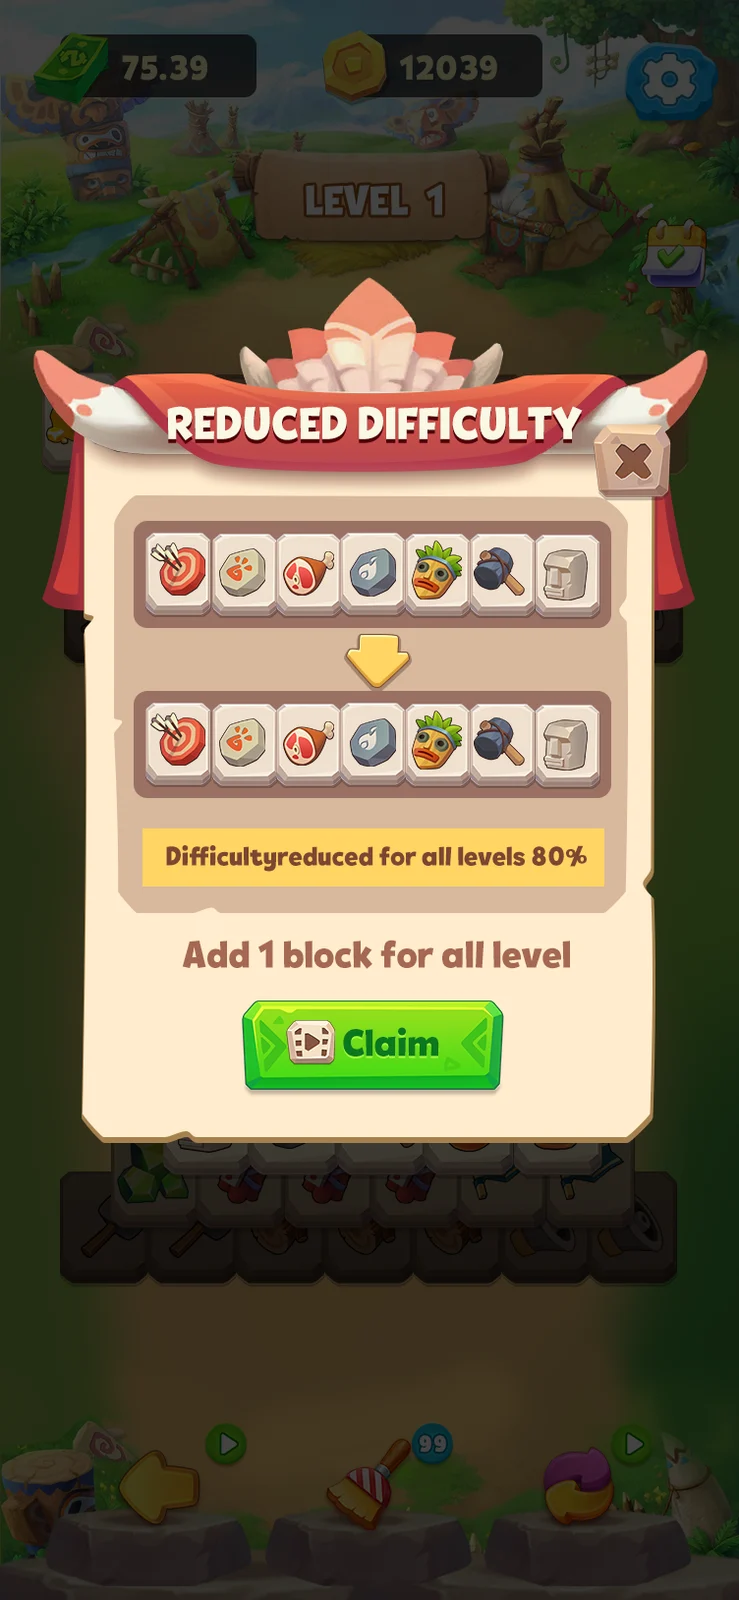 75.39
12039
LEVEL 1
REDUCED DIFFICULTY
Difficultyreduced for all levels 80%
Add 1 block for all level
Claim
99